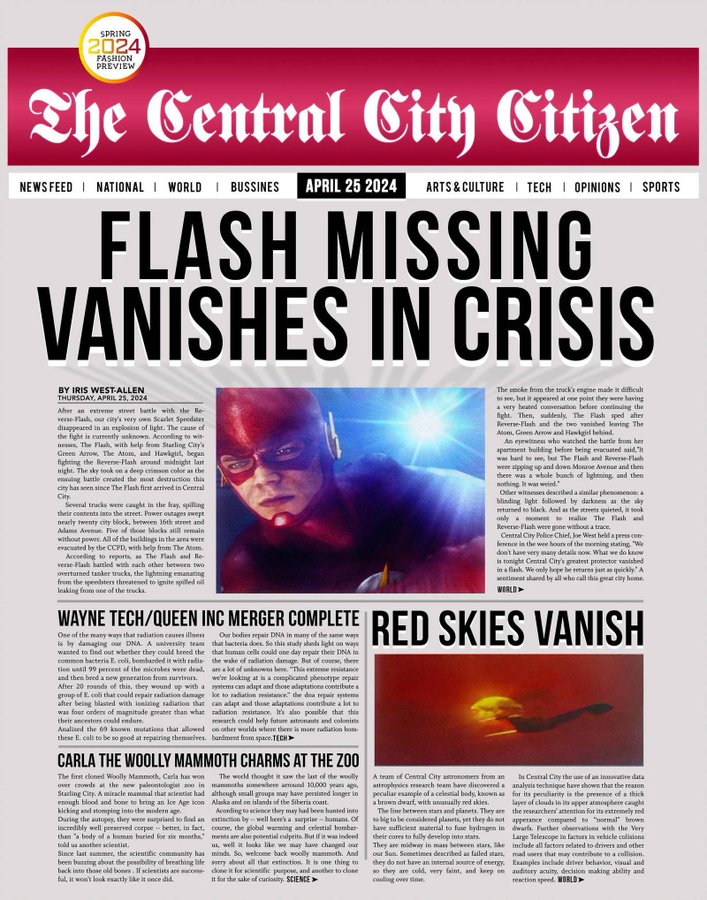 SPRING
2024
FASHION
PREVIEW
The Central City Citizen
NEWS FEED | NATIONAL | WORLD | BUSSINES APRIL 25 2024 ARTS & CULTURE | TECH | OPINIONS | SPORTS
FLASH MISSING
VANISHES IN CRISIS
BY IRIS WEST-ALLEN
THURSDAY, APRIL 25, 2024
After an extreme street battle with the Re-
verse-Flash, our city's very own Scarlet Speedster
disappeared in an explosion of light. The cause of
the fight is currently unknown. According to wit-
nesses, The Flash, with help from Starling City's
Green Arrow, The Atom, and Hawkgirl, began
fighting the Reverse-Flash around midnight last
night. The sky took on a deep crimson color as the
ensuing battle created the most destruction this
city has seen since The Flash first arrived in Central
City.
Several trucks were caught in the fray, spilling
their contents into the street. Power outages swept
nearly twenty city block, between 16th street and
Adams Avenue. Five of those blocks still remain
without power. All of the buildings in the area were
evacuated by the CCPD, with help from The Atom.
According to reports, as The Flash and Re-
verse-Flash battled with each other between two
overturned tanker trucks, the lightning emanating
from the speedsters threatened to ignite spilled oil
leaking from one of the trucks.
The smoke from the truck's engine made it difficult
to see, but it appeared at one point they were having
a very heated conversation before continuing the
fight. Then, suddenly, The Flash sped after
Reverse-Flash and the two vanished leaving The
Atom, Green Arrow and Hawkgirl behind.
An eyewitness who watched the battle from her
apartment building before being evacuated said,"It
was hard to see, but The Flash and Reverse-Flash
were zipping up and down Monroe Avenue and then
there was a whole bunch of lightning, and then
nothing. It was weird."
Other witnesses described a similar phenomenon: a
blinding light followed by darkness as the sky
returned to black. And as the streets quieted, it took
only a moment to realize The Flash and
Reverse-Flash were gone without a trace.
Central City Police Chief, Joe West held a press con-
ference in the wee hours of the morning stating, "We
don't have very many details now. What we do know
is tonight Central City's greatest protector vanished
in a flash. We only hope he returns just as quickly." A
sentiment shared by all who call this great city home.
WORLD ➤
WAYNE TECH/QUEEN INC MERGER COMPLETE
One of the many ways that radiation causes illness
is by damaging our DNA. A university team
wanted to find out whether they could breed the
common bacteria E. coli, bombarded it with radia-
tion until 99 percent of the microbes were dead,
and then bred a new generation from survivors.
After 20 rounds of this, they wound up with a
group of E. coli that could repair radiation damage
after being blasted with ionizing radiation that
was four orders of magnitude greater than what
their ancestors could endure.
Analized the 69 known mutations that allowed
these E. coli to be so good at repairing themselves.
Our bodies repair DNA in many of the same ways
that bacteria does. So this study sheds light on ways
that human cells could one day repair their DNA in
the wake of radiation damage. But of course, there
are a lot of unknowns here. "This extreme resistance
we're looking at is a complicated phenotype repair
systems can adapt and those adaptations contribute a
lot to radiation resistance." the dna repair systems
can adapt and those adaptations contribute a lot to
radiation resistance. It's also possible that this
research could help future astronauts and colonists
on other worlds where there is more radiation bom-
bardment from space.TECH ➤
RED SKIES VANISH
A team of Central City astronomers from an
astrophysics research team have discovered a
peculiar example of a celestial body, known as
a brown dwarf, with unusually red skies.
The line between stars and planets. They are
to big to be considered planets, yet they do not
have sufficient material to fuse hydrogen in
their cores to fully develop into stars.
They are midway in mass between stars, like
our Sun. Sometimes described as failed stars,
they do not have an internal source of energy,
so they are cold, very faint, and keep on
cooling over time.
In Central City the use of an innovative data
analysis technique have shown that the reason
for its peculiarity is the presence of a thick
layer of clouds in its upper atmosphere caught
the researchers' attention for its extremely red
apperance compared to "normal" brown
dwarfs. Further observations with the Very
Large Telescope in factors in vehicle colisions
include all factors related to drivers and other
road users that may contribute to a collision.
Examples include driver behavior, visual and
auditory acuity, decision making ability and
reaction speed. WORLD ➤
CARLA THE WOOLLY MAMMOTH CHARMS AT THE ZOO
The first cloned Woolly Mammoth, Carla has won
over crowds at the new paleontologist zoo in
Starling City. A miracle mammal that scientist had
enough blood and bone to bring an Ice Age icon
kicking and stomping into the modern age.
During the autopsy, they were surprised to find an
incredibly well preserved corpse – better, in fact,
than "a body of a human buried for six months,"
told us another scientist.
Since last summer, the scientific community has
been buzzing about the possibility of breathing life
back into those old bones . If scientists are success-
ful, it won't look exactly like it once did.
The world thought it saw the last of the woolly
mammoths somewhere arround 10,000 years ago,
although small groups may have persisted longer in
Alaska and on islands of the Siberia coast.
According to science they may had been hunted into
extinction by – well here's a surprise – humans. Of
course, the global warming and celestial bombar-
ments are also potential culprits. But if it was indeed
us, well it looks like we may have changed our
minds. So, welcome back woolly mammoth. And
sorry about all that extinction. It is one thing to
clone it for scientific purpose, and another to clone
it for the sake of curiosity. SCIENCE ➤